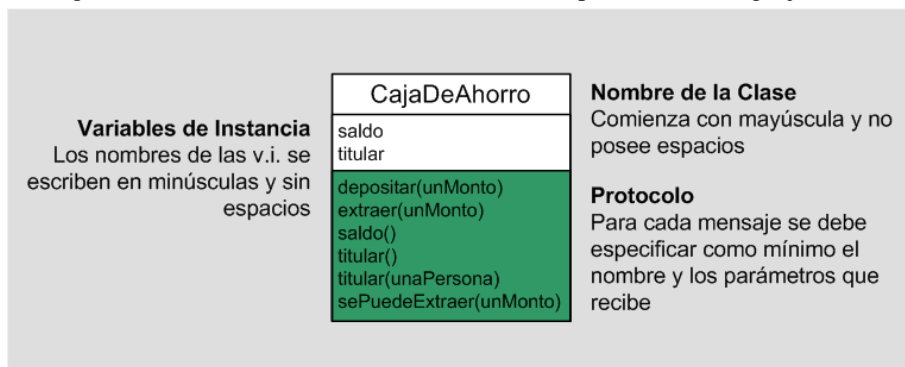 Variables de Instancia
Los nombres de las v.i. se
escriben en minúsculas y sin
espacios
CajaDeAhorro
saldo
titular
depositar(unMonto)
extraer(unMonto)
saldo()
titular()
titular(unaPersona)
sePuedeExtraer(unMonto)
Nombre de la Clase
Comienza con mayúscula y no
posee espacios
Protocolo
Para cada mensaje se debe
especificar como mínimo el
nombre y los parámetros que
recibe